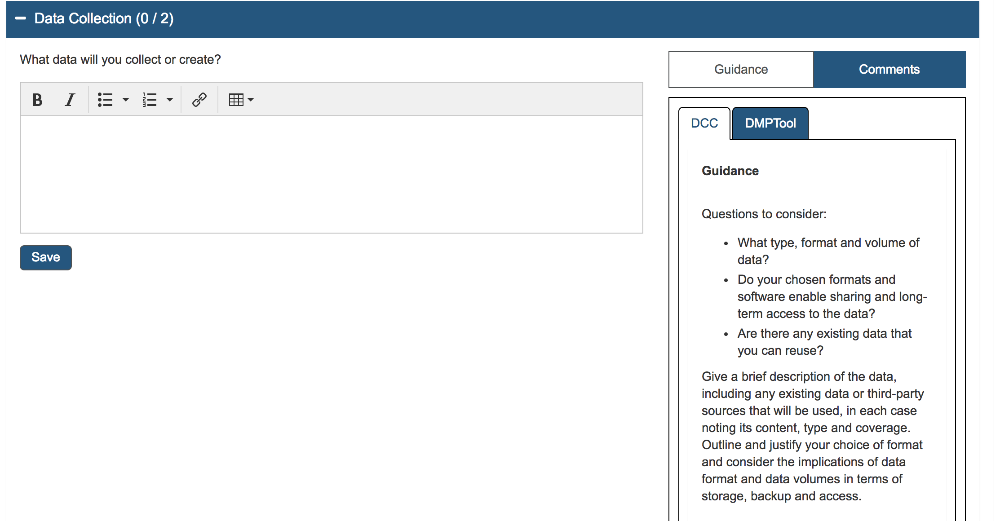 Data Collection (0 / 2)
What data will you collect or create?
B I
Save
Guidance
Comments
DCC
DMPTool
Guidance
Questions to consider:
• What type, format and volume of
data?
• Do your chosen formats and
software enable sharing and long-
term access to the data?
• Are there any existing data that
you can reuse?
Give a brief description of the data,
including any existing data or third-party
sources that will be used, in each case
noting its content, type and coverage.
Outline and justify your choice of format
and consider the implications of data
format and data volumes in terms of
storage, backup and access.